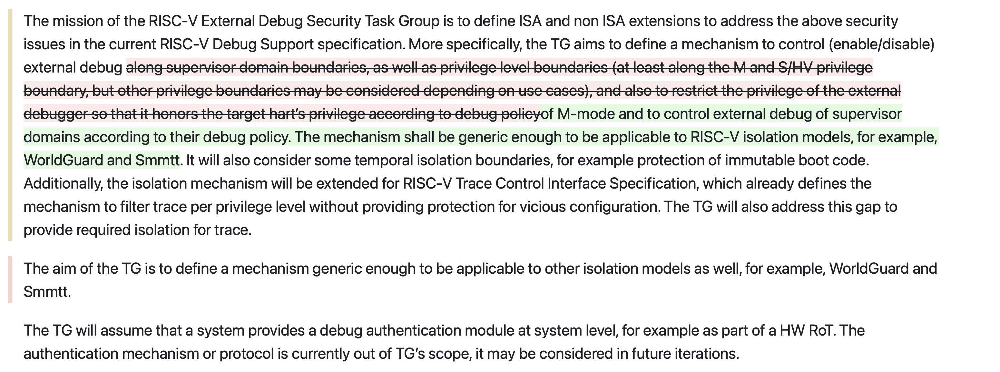 The mission of the RISC-V External Debug Security Task Group is to define ISA and non ISA extensions to address the above security
issues in the current RISC-V Debug Support specification. More specifically, the TG aims to define a mechanism to control (enable/disable)
external debug along supervisor domain boundaries, as well as privilege level boundaries (at least along the M and S/HV privilege
boundary, but other privilege boundaries may be considered depending on use cases), and also to restrict the privilege of the external
debugger so that it honors the target hart’s privilege according to debug policyof M-mode and to control external debug of supervisor
domains according to their debug policy. The mechanism shall be generic enough to be applicable to RISC-V isolation models, for example,
WorldGuard and Smmtt. It will also consider some temporal isolation boundaries, for example protection of immutable boot code.
Additionally, the isolation mechanism will be extended for RISC-V Trace Control Interface Specification, which already defines the
mechanism to filter trace per privilege level without providing protection for vicious configuration. The TG will also address this gap to
provide required isolation for trace.
The aim of the TG is to define a mechanism generic enough to be applicable to other isolation models as well, for example, WorldGuard and
Smmtt.
The TG will assume that a system provides a debug authentication module at system level, for example as part of a HW RoT. The
authentication mechanism or protocol is currently out of TG’s scope, it may be considered in future iterations.